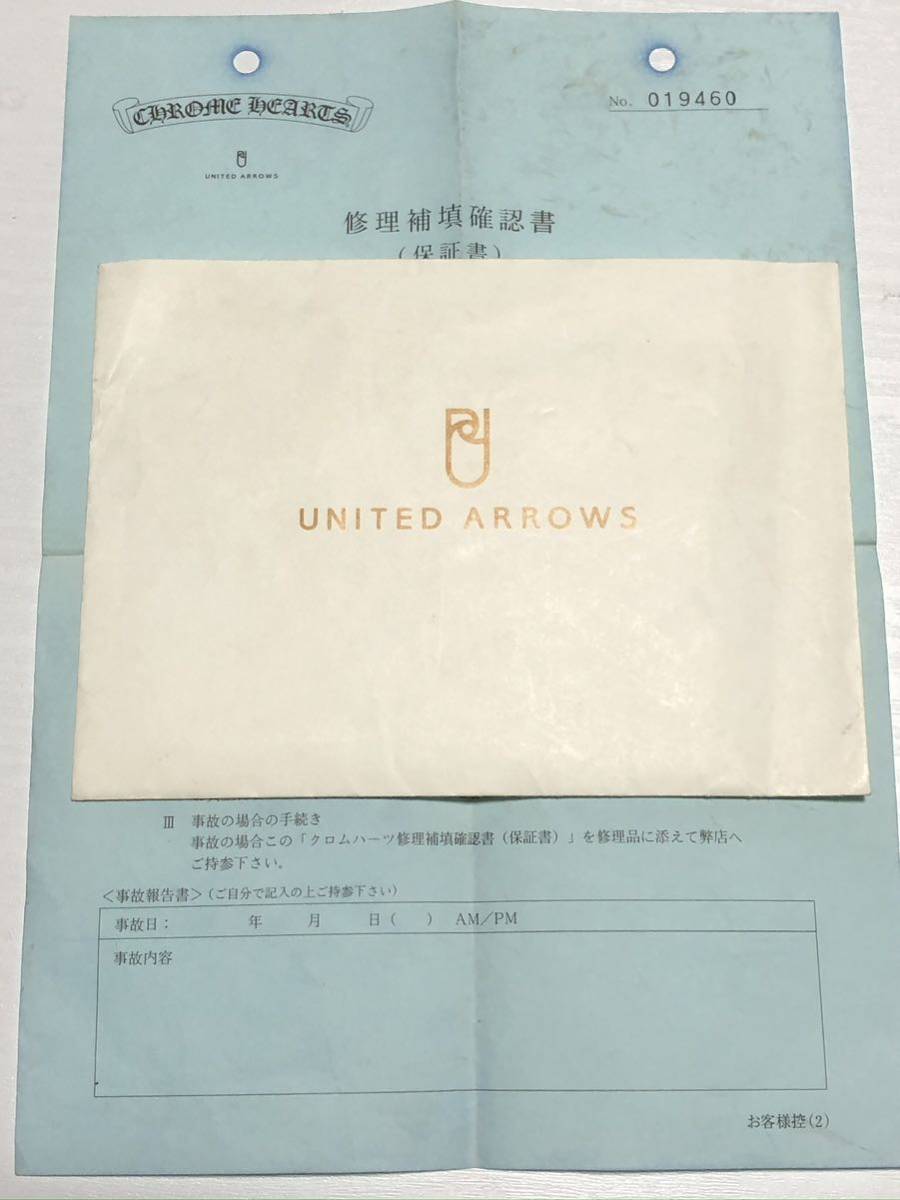 CHROME HEARTS
No. 019460
UNITED ARROWS
修理補填確認書
(保証書)
UNITED ARROWS
Ⅲ 事故の場合の手続き
事故の場合この「クロムハーツ修理補填確認書(保証書)」を修理品に添えて弊店へ
ご持参下さい。
<事故報告書>(ご自分で記入の上ご持参下さい)
事故日: 年 月 日( ) AM/PM
事故内容
お客様控(2)